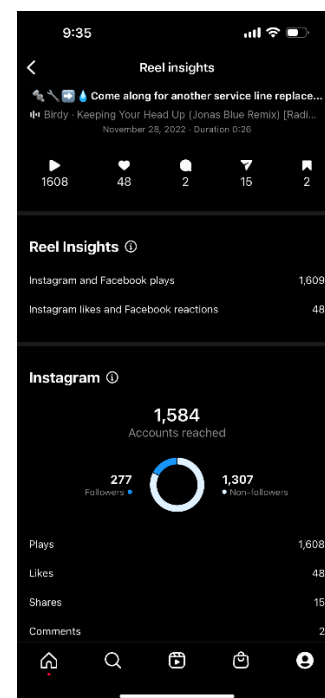 9:35
Reel insights
Come along for another service line replace...
Birdy · Keeping Your Head Up (Jonas Blue Remix) [Radi...
November 28, 2022 · Duration 0:26
1608 48 2 15 2
Reel Insights
Instagram and Facebook plays 1,609
Instagram likes and Facebook reactions 48
Instagram
1,584
Accounts reached
277 1,307
Followers Non-followers
Plays 1,608
Likes 48
Shares 15
Comments 2